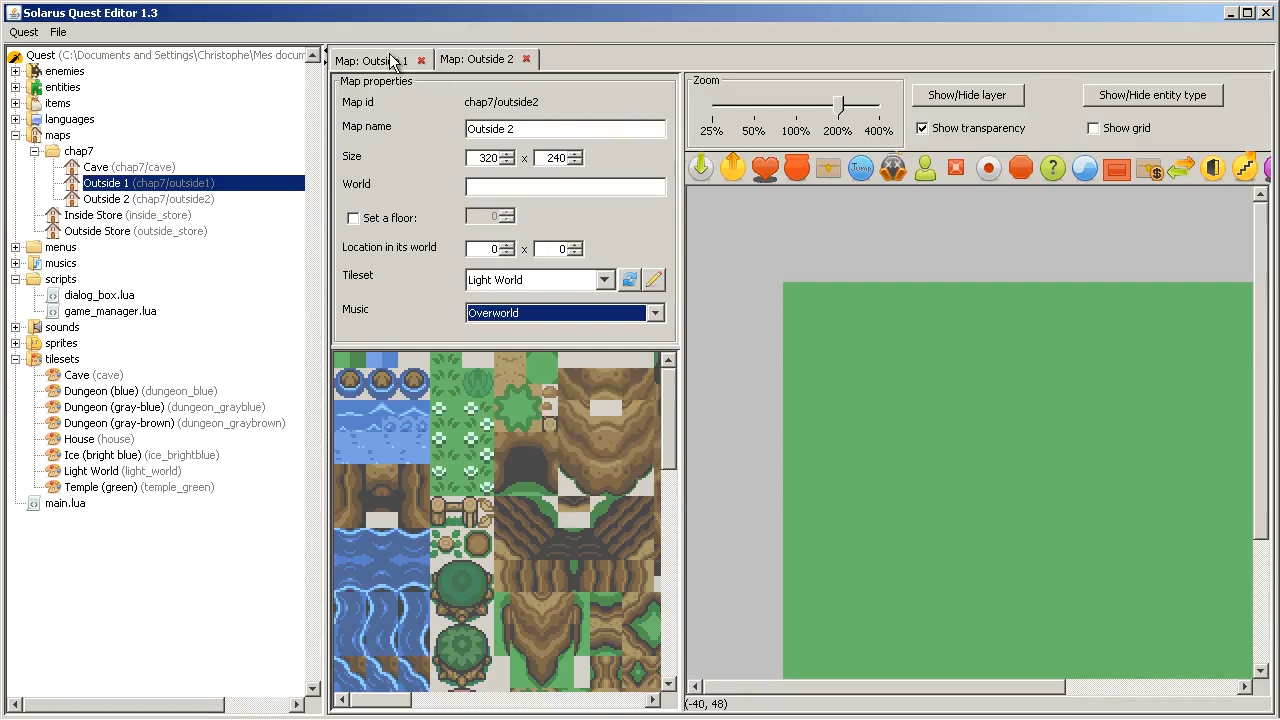 Solarus Quest Editor 1.3
Quest File
Quest (C:\Documents and Settings\Christophe\Mes docum
enemies
entities
items
languages
maps
chap7
Cave (chap7/cave)
Outside 1 (chap7/outside1)
Outside 2 (chap7/outside2)
Inside Store (inside_store)
Outside Store (outside_store)
menus
musics
scripts
dialog_box.lua
game_manager.lua
sounds
sprites
tilesets
Cave (cave)
Dungeon (blue) (dungeon_blue)
Dungeon (gray-blue) (dungeon_grayblue)
Dungeon (gray-brown) (dungeon_graybrown)
House (house)
Ice (bright blue) (ice_brightblue)
Light World (light_world)
Temple (green) (temple_green)
main.lua
Map: Outside 1
Map: Outside 2
Map properties
Map id chap7/outside2
Map name Outside 2
Size 320 x 240
World
Set a floor: 0
Location in its world 0 x 0
Tileset Light World
Music Overworld
Zoom
25% 50% 100% 200% 400%
Show/Hide layer
Show/Hide entity type
Show transparency
Show grid
Jump
?
$
(-40, 48)